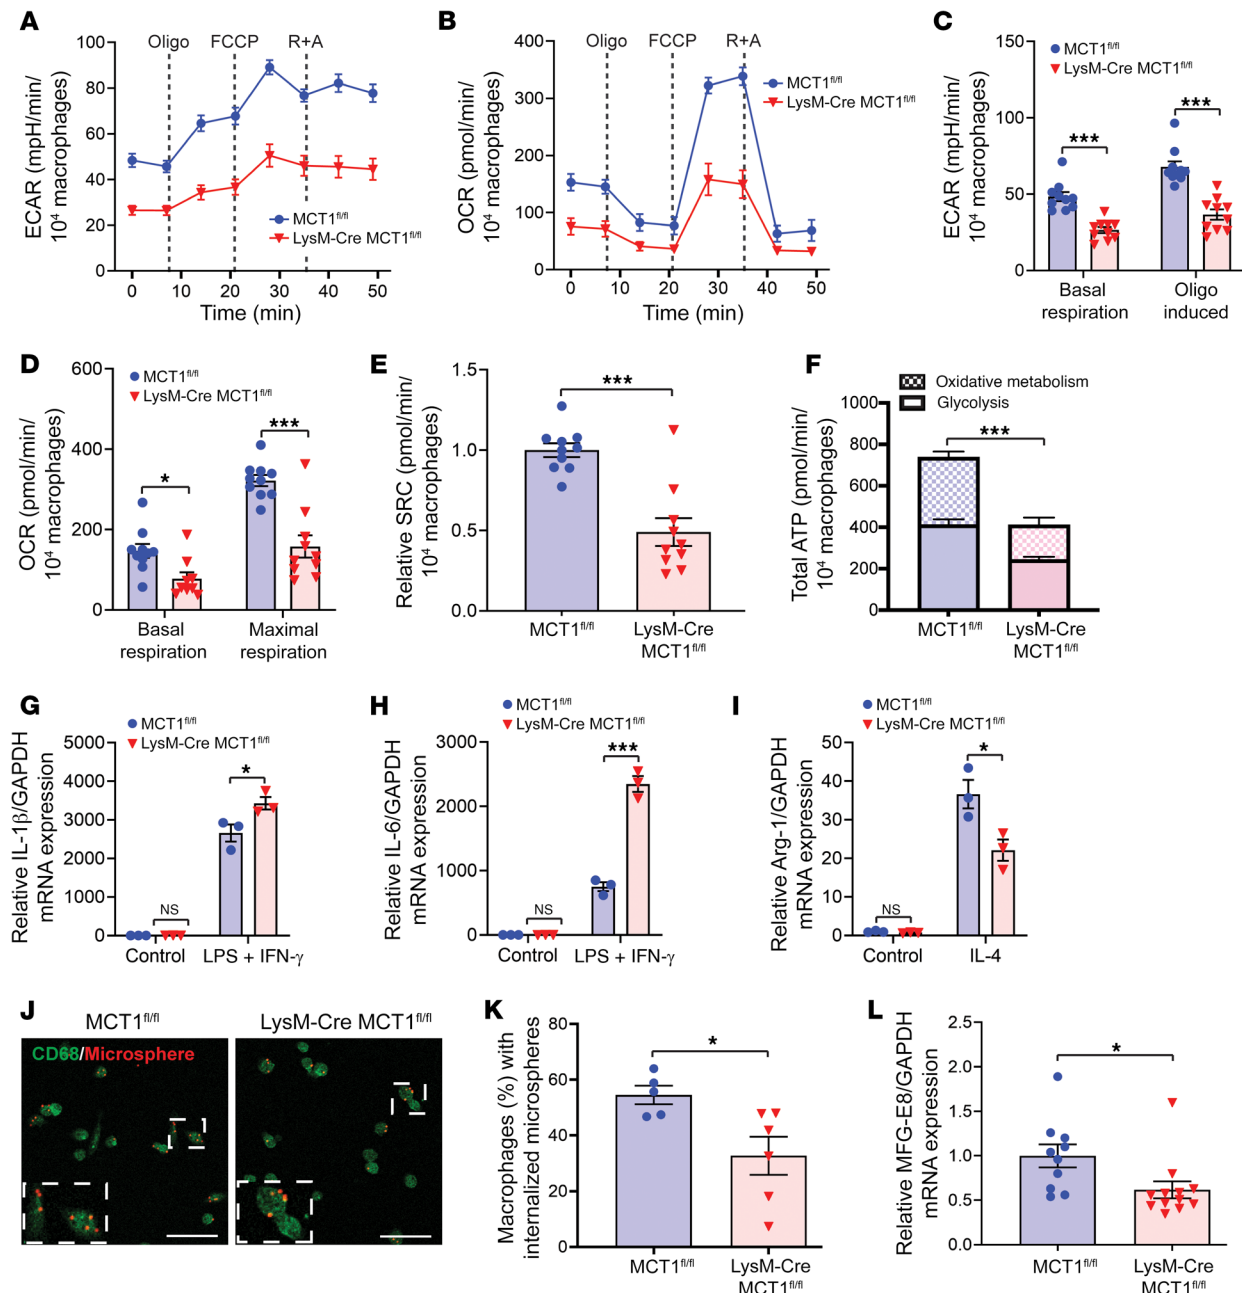 A
ECAR (mpH/min/
10⁴ macrophages)
100
80
60
40
20
0
Oligo
FCCP
R+A
MCT1fl/fl
LysM-Cre MCT1fl/fl
0 10 20 30 40 50
Time (min)
B
OCR (pmol/min/
10⁴ macrophages)
400
300
200
100
0
Oligo
FCCP
R+A
MCT1fl/fl
LysM-Cre MCT1fl/fl
0 10 20 30 40 50
Time (min)
C
ECAR (mpH/min/
10⁴ macrophages)
150
100
50
0
MCT1fl/fl
LysM-Cre MCT1fl/fl
***
***
Basal
respiration
Oligo
induced
D
OCR (pmol/min/
10⁴ macrophages)
600
400
200
0
MCT1fl/fl
LysM-Cre MCT1fl/fl
*
***
Basal
respiration
Maximal
respiration
E
Relative SRC (pmol/min/
10⁴ macrophages)
1.5
1.0
0.5
0.0
***
MCT1fl/fl
LysM-Cre
MCT1fl/fl
F
Total ATP (pmol/min/
10⁴ macrophages)
Oxidative metabolism
Glycolysis
1000
800
600
400
200
0
***
MCT1fl/fl
LysM-Cre
MCT1fl/fl
G
Relative IL-1β/GAPDH
mRNA expression
MCT1fl/fl
LysM-Cre MCT1fl/fl
5000
4000
3000
2000
1000
0
NS
*
Control
LPS + IFN-γ
H
Relative IL-6/GAPDH
mRNA expression
MCT1fl/fl
LysM-Cre MCT1fl/fl
3000
2000
1000
0
NS
***
Control
LPS + IFN-γ
I
Relative Arg-1/GAPDH
mRNA expression
MCT1fl/fl
LysM-Cre MCT1fl/fl
50
40
30
20
10
0
NS
*
Control
IL-4
J
MCT1fl/fl
LysM-Cre MCT1fl/fl
CD68/Microsphere
K
Macrophages (%) with
internalized microspheres
80
60
40
20
0
*
MCT1fl/fl
LysM-Cre
MCT1fl/fl
L
Relative MFG-E8/GAPDH
mRNA expression
2.5
2.0
1.5
1.0
0.5
0.0
*
MCT1fl/fl
LysM-Cre
MCT1fl/fl